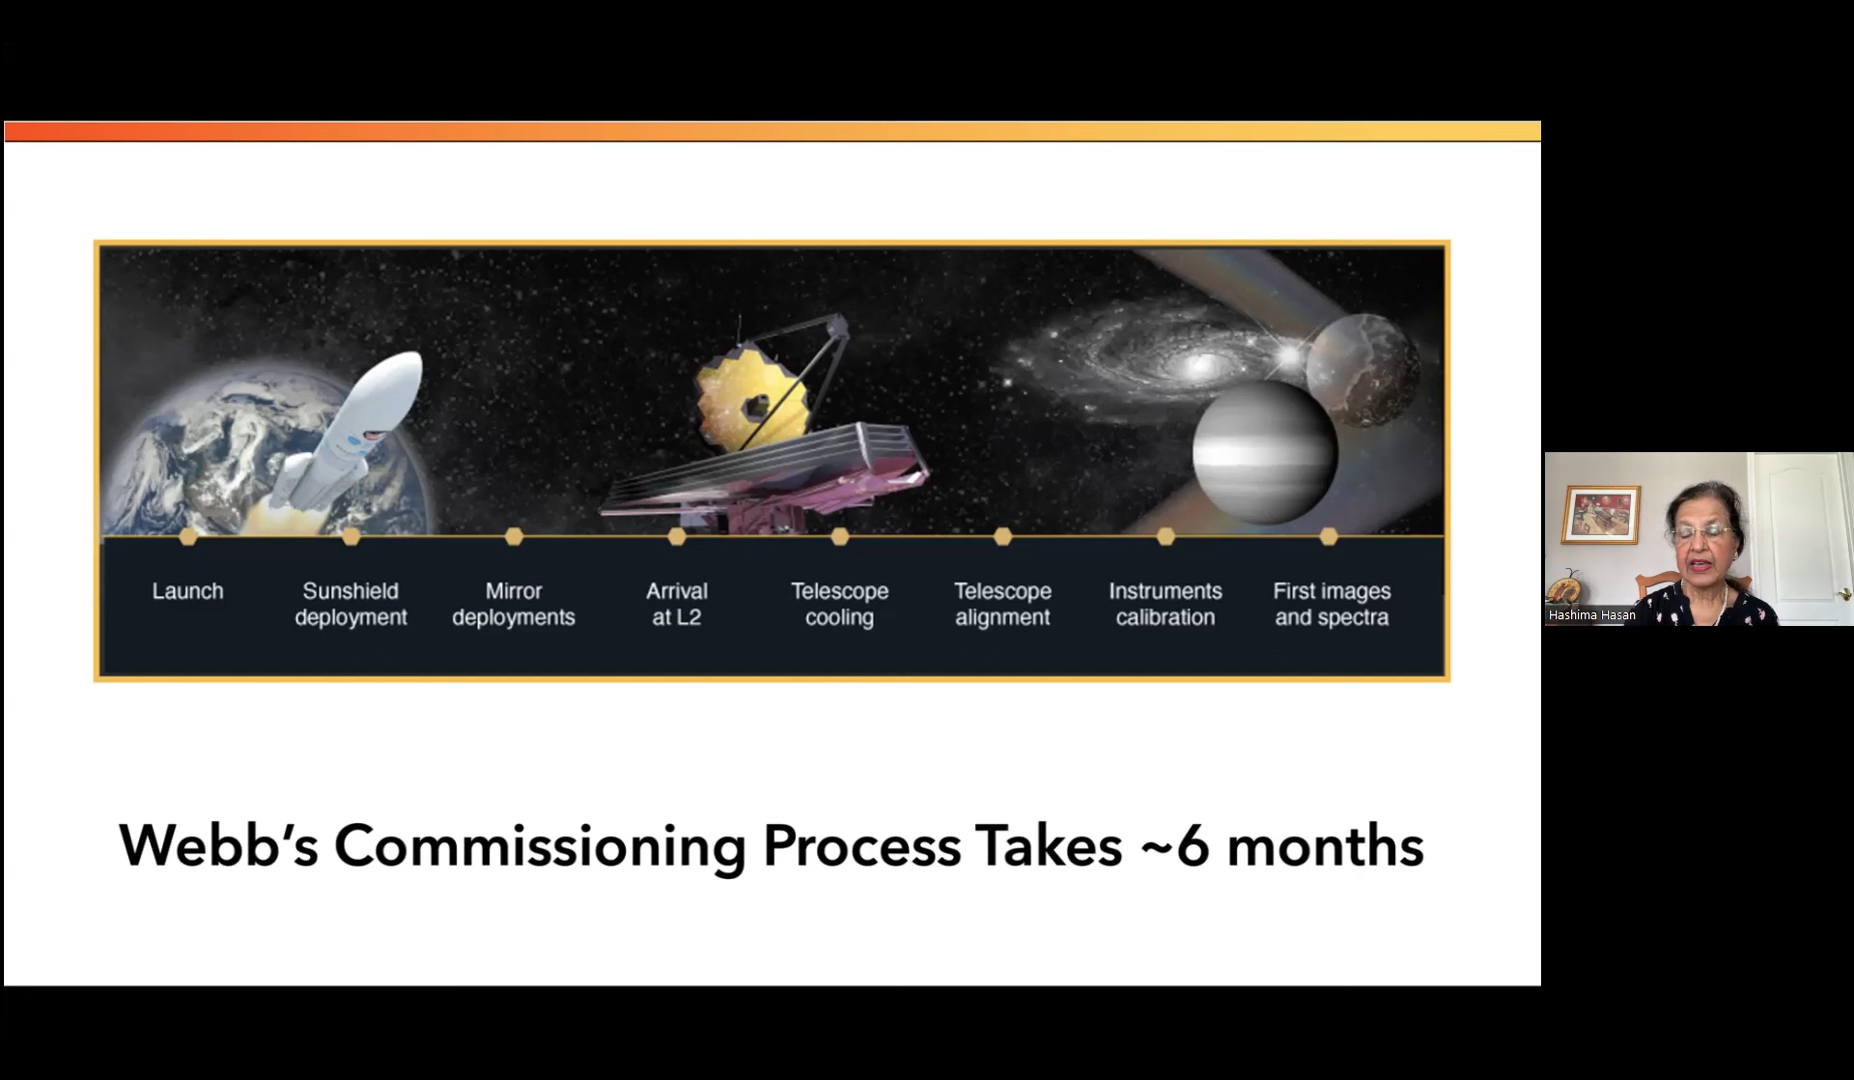 Launch
Sunshield
deployment
Mirror
deployments
Arrival
at L2
Telescope
cooling
Telescope
alignment
Instruments
calibration
First images
and spectra
Webb’s Commissioning Process Takes ~6 months
Hashima Hasan